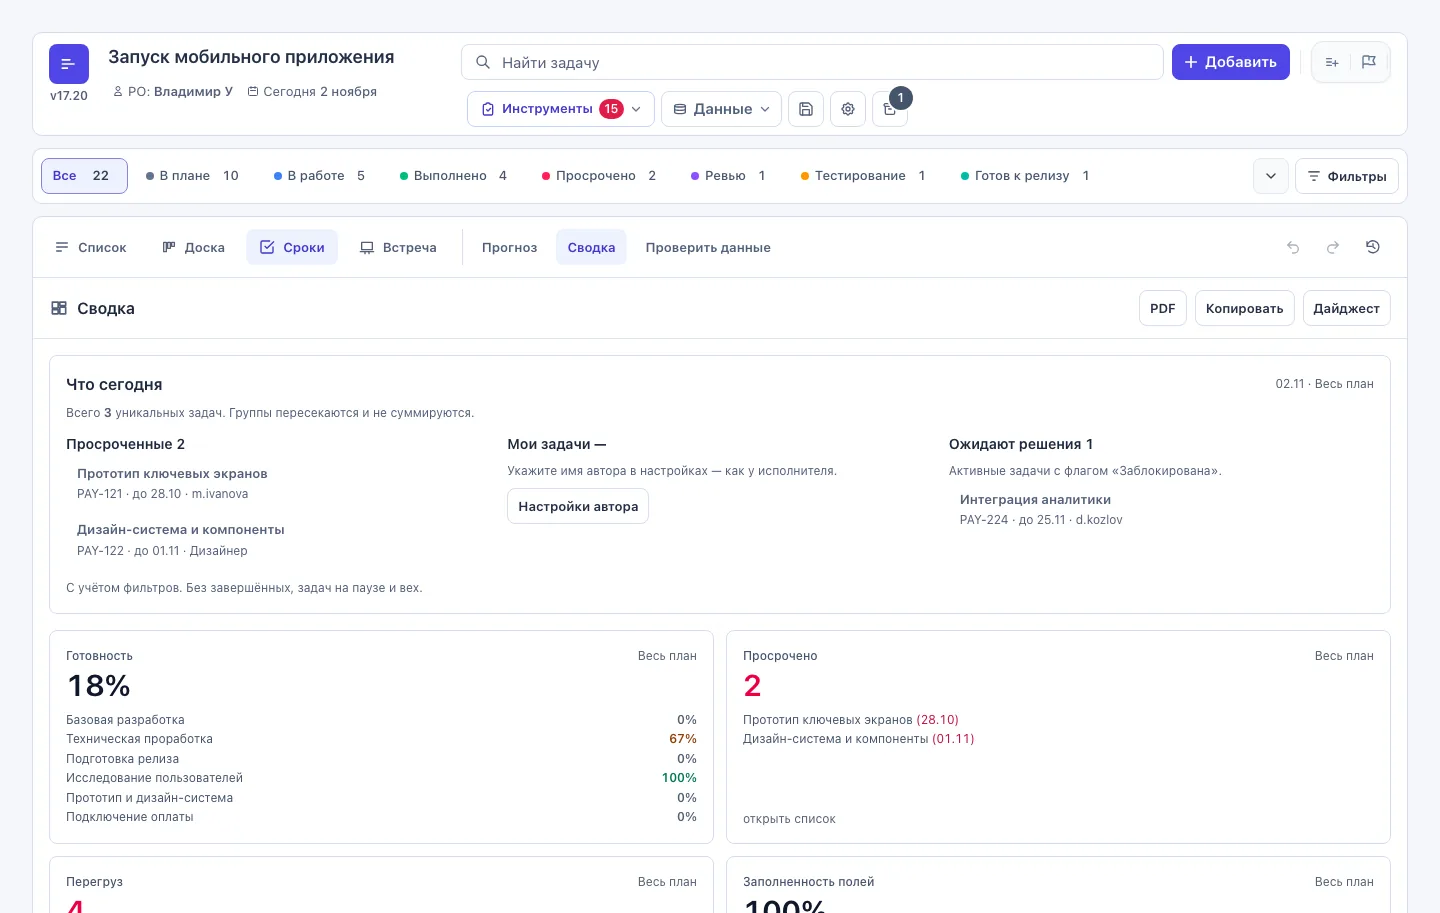 Запуск мобильного приложения
v17.20
PO: Владимир У
Сегодня 2 ноября
Найти задачу
Добавить
Инструменты 15
Данные
1
Все 22
В плане 10
В работе 5
Выполнено 4
Просрочено 2
Ревью 1
Тестирование 1
Готов к релизу 1
Фильтры
Список
Доска
Сроки
Встреча
Прогноз
Сводка
Проверить данные
Сводка
PDF
Копировать
Дайджест
Что сегодня
02.11 · Весь план
Всего 3 уникальных задач. Группы пересекаются и не суммируются.
Просроченные 2
Прототип ключевых экранов
PAY-121 · до 28.10 · m.ivanova
Дизайн-система и компоненты
PAY-122 · до 01.11 · Дизайнер
Мои задачи —
Укажите имя автора в настройках — как у исполнителя.
Настройки автора
Ожидают решения 1
Активные задачи с флагом «Заблокирована».
Интеграция аналитики
PAY-224 · до 25.11 · d.kozlov
С учётом фильтров. Без завершённых, задач на паузе и вех.
Готовность
Весь план
18%
Базовая разработка 0%
Техническая проработка 67%
Подготовка релиза 0%
Исследование пользователей 100%
Прототип и дизайн-система 0%
Подключение оплаты 0%
Просрочено
Весь план
2
Прототип ключевых экранов (28.10)
Дизайн-система и компоненты (01.11)
открыть список
Перегруз
Весь план
4
Заполненность полей
Весь план
100%